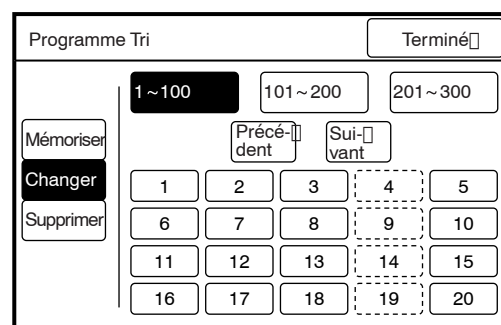 Programme Tri Terminé
1~100 101~200 201~300
Mémoriser
Changer
Supprimer
Précé-
dent
Sui-
vant
1 2 3 4 5
6 7 8 9 10
11 12 13 14 15
16 17 18 19 20